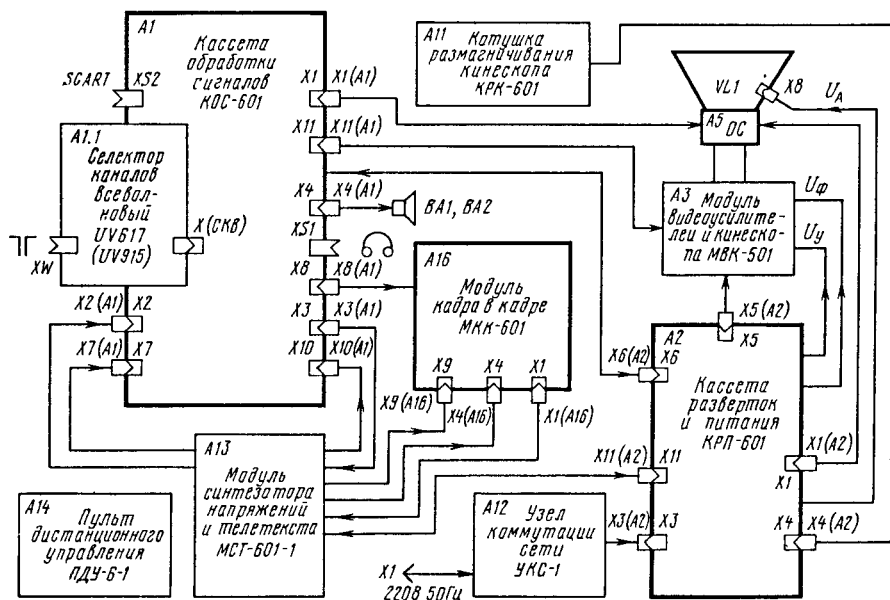 A1
Кассета
обработки
сигналов
КОС-601
SCART
XS2
A1.1
Селектор
каналов
всевол-
новый
UV617
(UV915)
X(СКВ)
XW
X2(A1)
X2
X7(A1)
X7
X1
X1(A1)
X11
X11(A1)
X4
X4(A1)
BA1, BA2
XS1
X8
X8(A1)
X3
X3(A1)
X10
X10(A1)
A11
Катушка
размагничивания
кинескопа
КРК-601
VL1
X8
UА
A5
ОС
A3
Модуль
видеоусилите-
лей и кинеско-
па МВК-501
Uф
Uу
X5(A2)
X5
A16
Модуль
кадра в кадре
МКК-601
X9
X4
X1
X9(A16)
X4(A16)
X1(A16)
A2
X6(A2)
X6
Кассета
разверток
и питания
КРП-601
X11(A2)
X11
X3(A2)
X3
X1(A2)
X1
X4
X4(A2)
A13
Модуль
синтезатора
напряжений
и телетекста
МСТ-601-1
A14
Пульт
дистанционного
управления
ПДУ-6-1
A12
Узел
коммутации
сети
УКС-1
X1
220В 50Гц